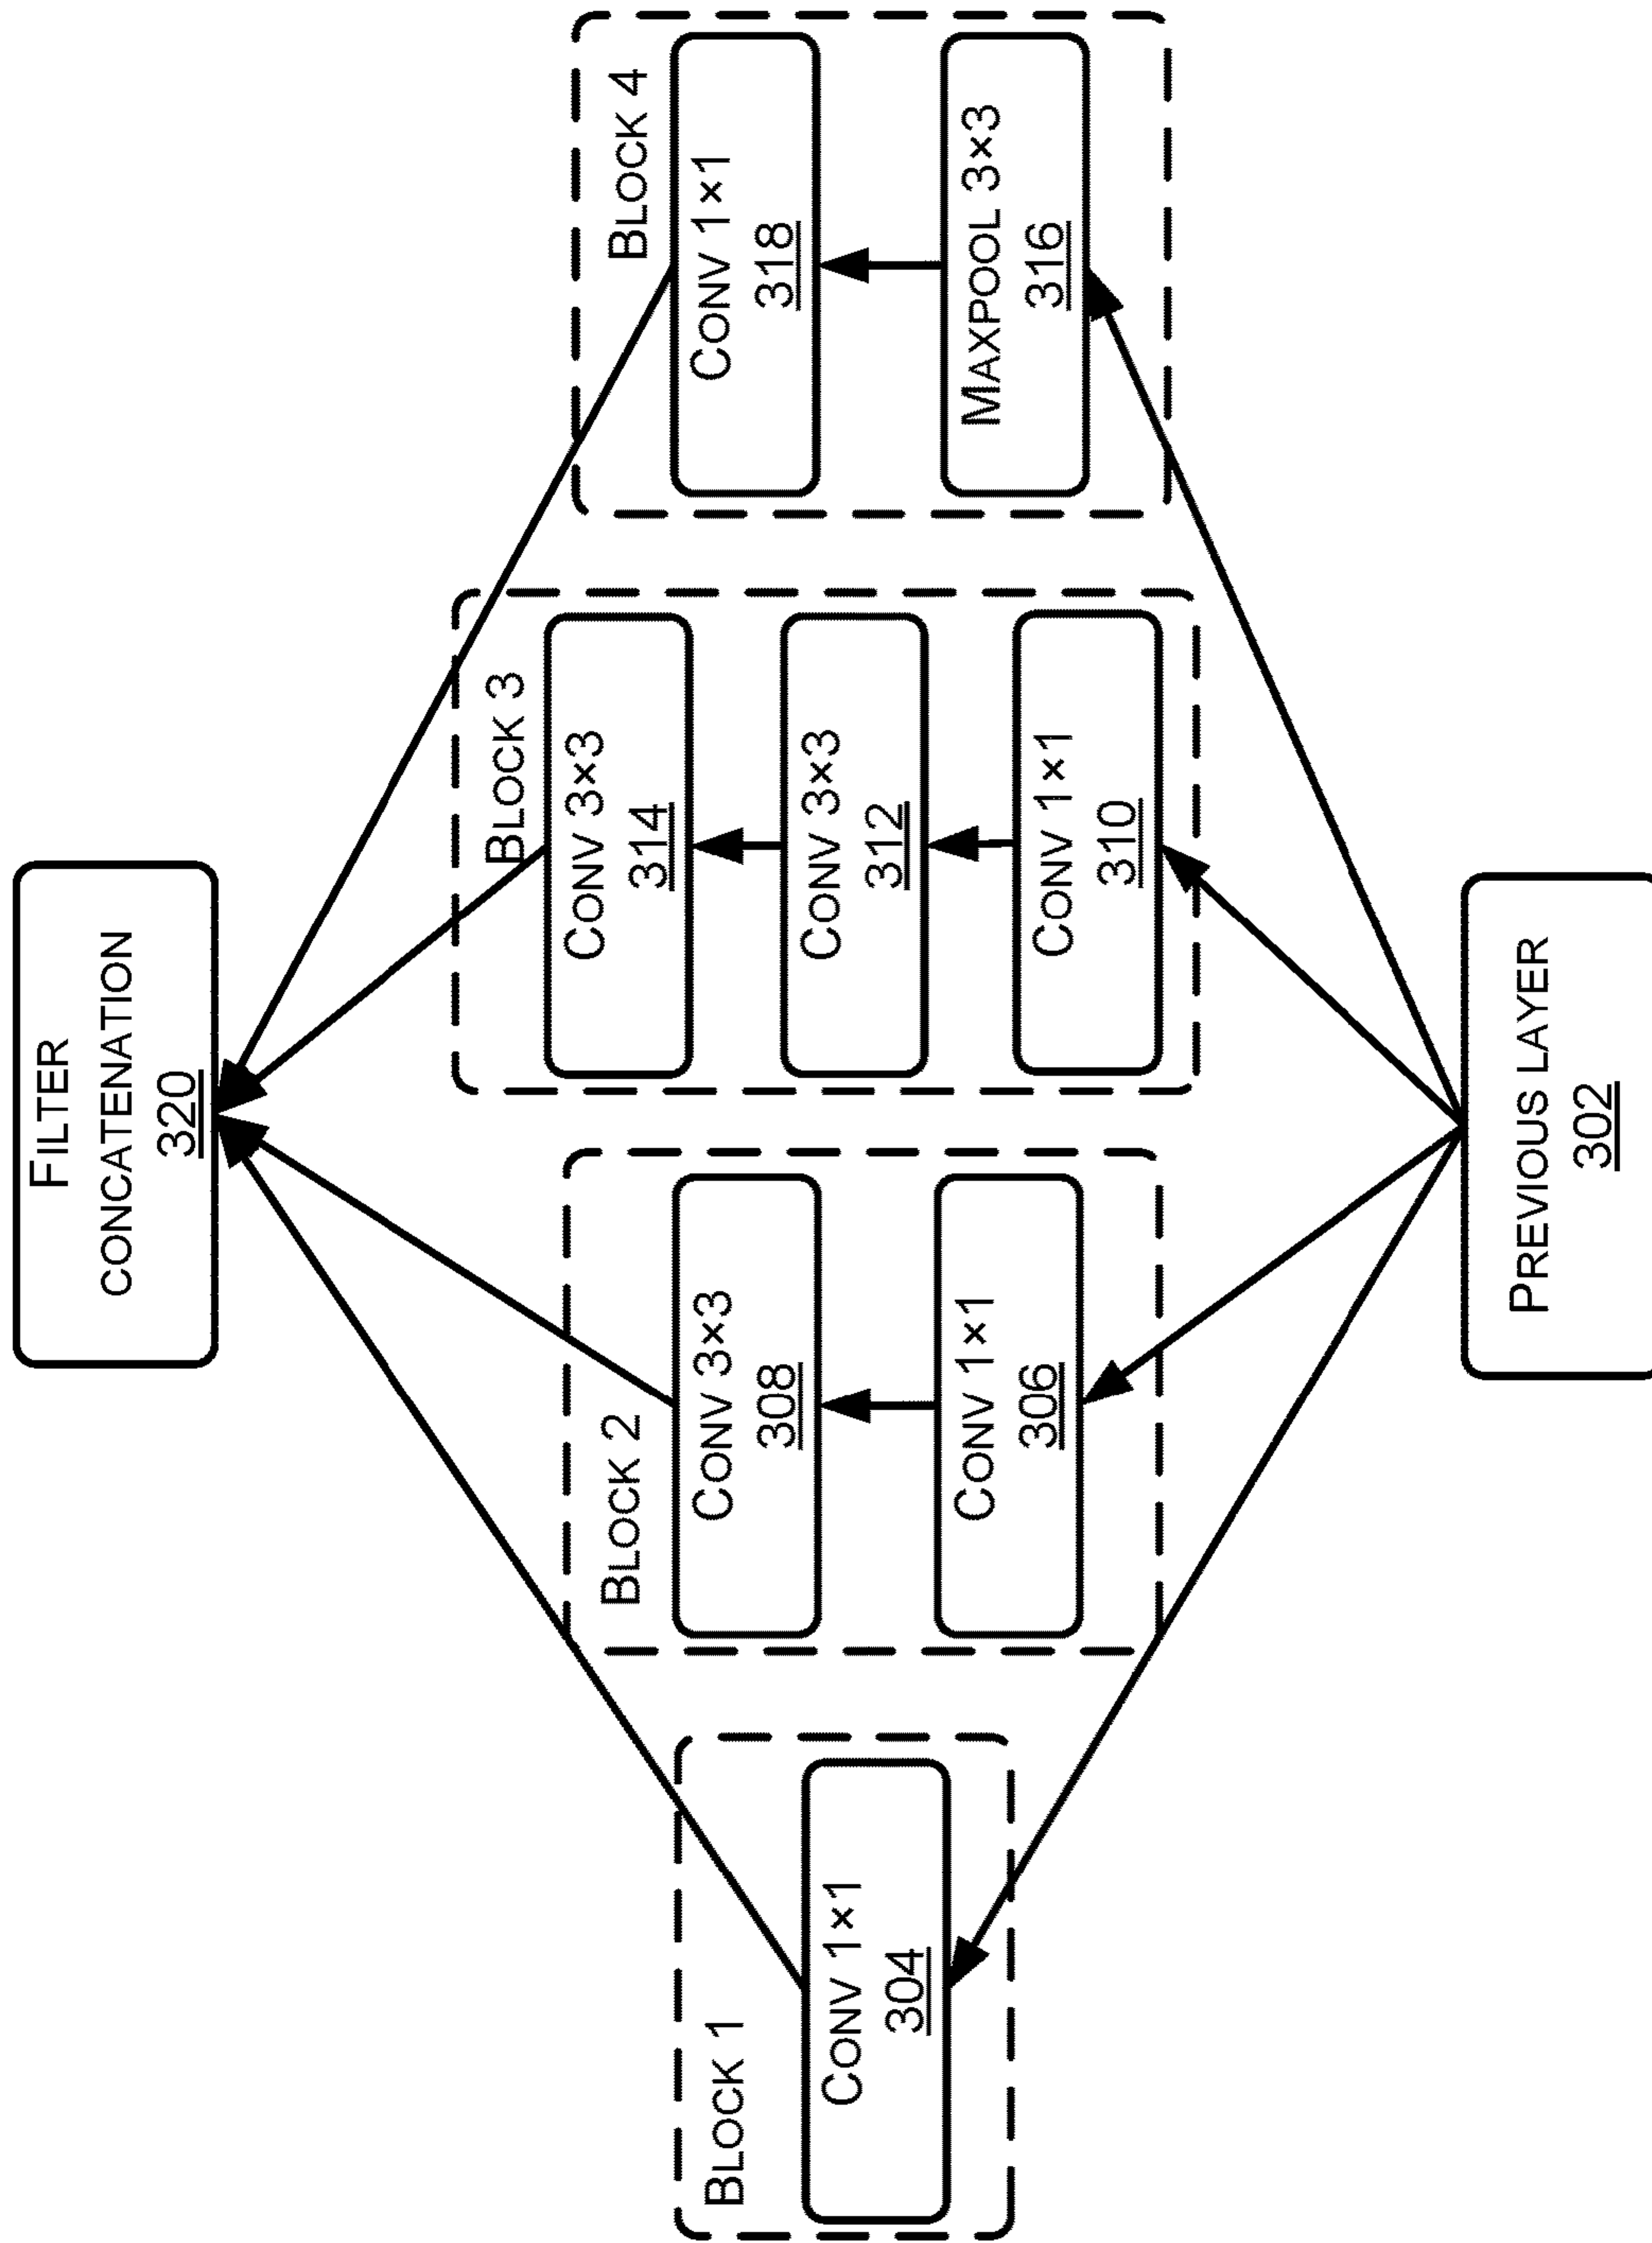 FILTER
CONCATENATION
320
BLOCK 1
CONV 1×1
304
BLOCK 2
CONV 3×3
308
CONV 1×1
306
BLOCK 3
CONV 3×3
314
CONV 3×3
312
CONV 1×1
310
BLOCK 4
CONV 1×1
318
MAXPOOL 3×3
316
PREVIOUS LAYER
302